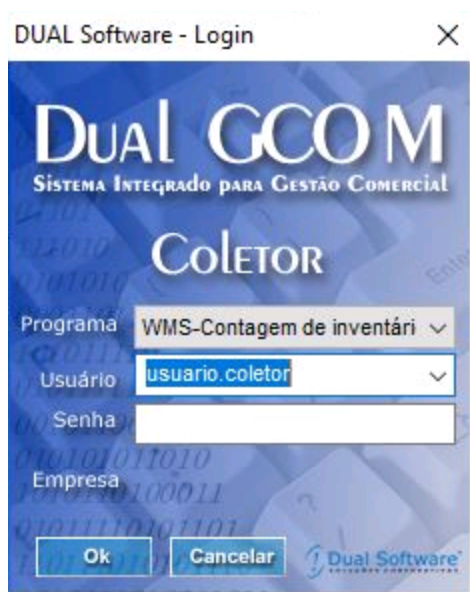 DUAL Software - Login
Dual GCOM
Sistema Integrado para Gestão Comercial
Coletor
Programa WMS-Contagem de inventári
Usuário usuario.coletor
Senha
Empresa
Ok Cancelar Dual Software